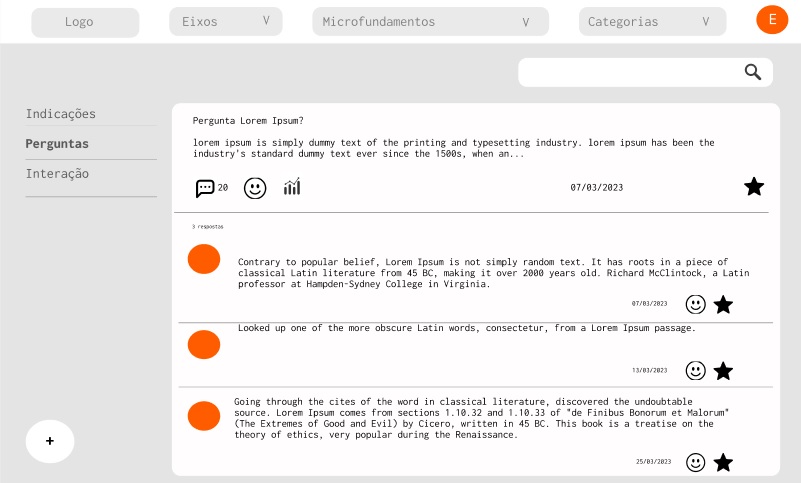 Logo
Eixos V
Microfundamentos V
Categorias V
E
Indicações
Perguntas
Interação
+
Pergunta Lorem Ipsum?
lorem ipsum is simply dummy text of the printing and typesetting industry. lorem ipsum has been the
industry's standard dummy text ever since the 1500s, when an...
20
07/03/2023
3 respostas
Contrary to popular belief, Lorem Ipsum is not simply random text. It has roots in a piece of
classical Latin literature from 45 BC, making it over 2000 years old. Richard McClintock, a Latin
professor at Hampden-Sydney College in Virginia.
07/03/2023
Looked up one of the more obscure Latin words, consectetur, from a Lorem Ipsum passage.
13/03/2023
Going through the cites of the word in classical literature, discovered the undoubtable
source. Lorem Ipsum comes from sections 1.10.32 and 1.10.33 of "de Finibus Bonorum et Malorum"
(The Extremes of Good and Evil) by Cicero, written in 45 BC. This book is a treatise on the
theory of ethics, very popular during the Renaissance.
25/03/2023